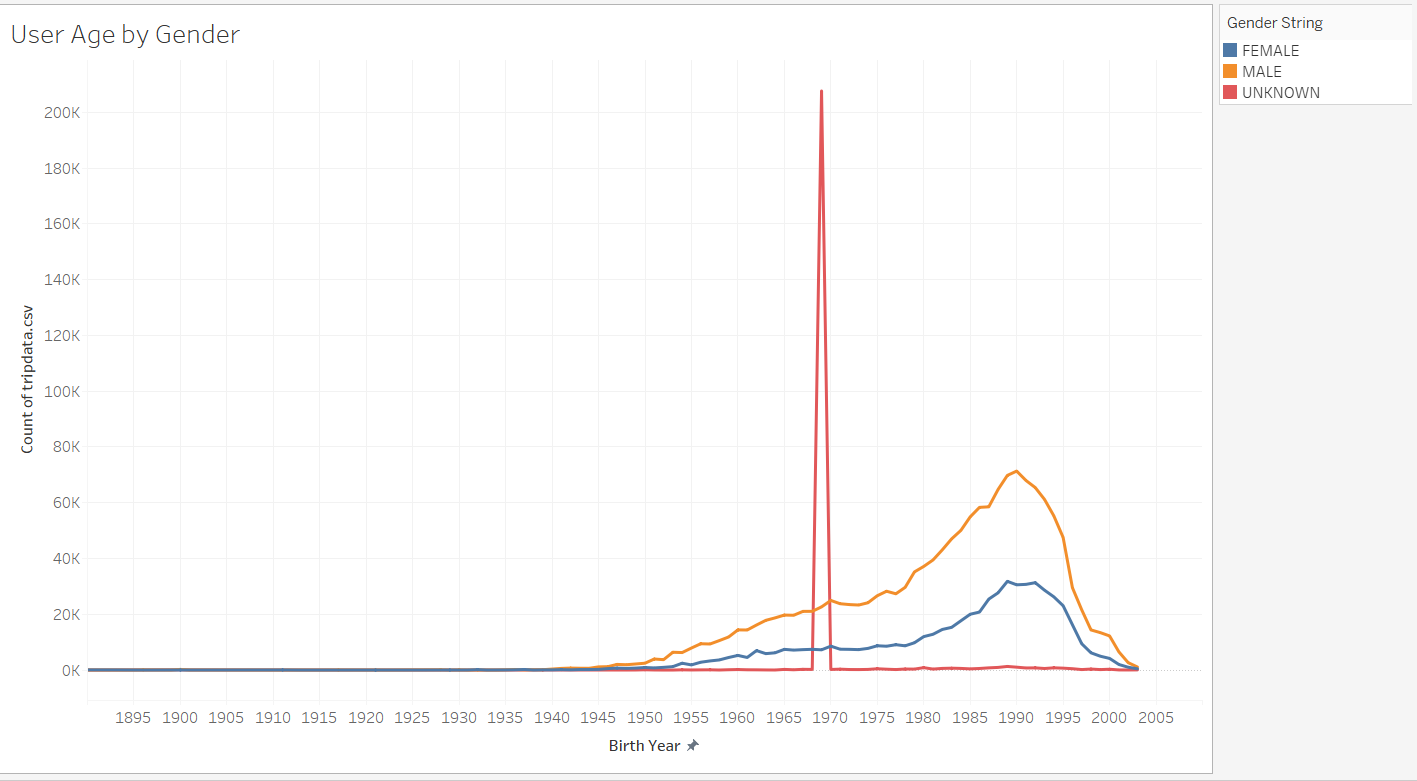 User Age by Gender
Gender String
FEMALE
MALE
UNKNOWN
200K
180K
160K
140K
120K
100K
80K
60K
40K
20K
0K
Count of tripdata.csv
1895 1900 1905 1910 1915 1920 1925 1930 1935 1940 1945 1950 1955 1960 1965 1970 1975 1980 1985 1990 1995 2000 2005
Birth Year